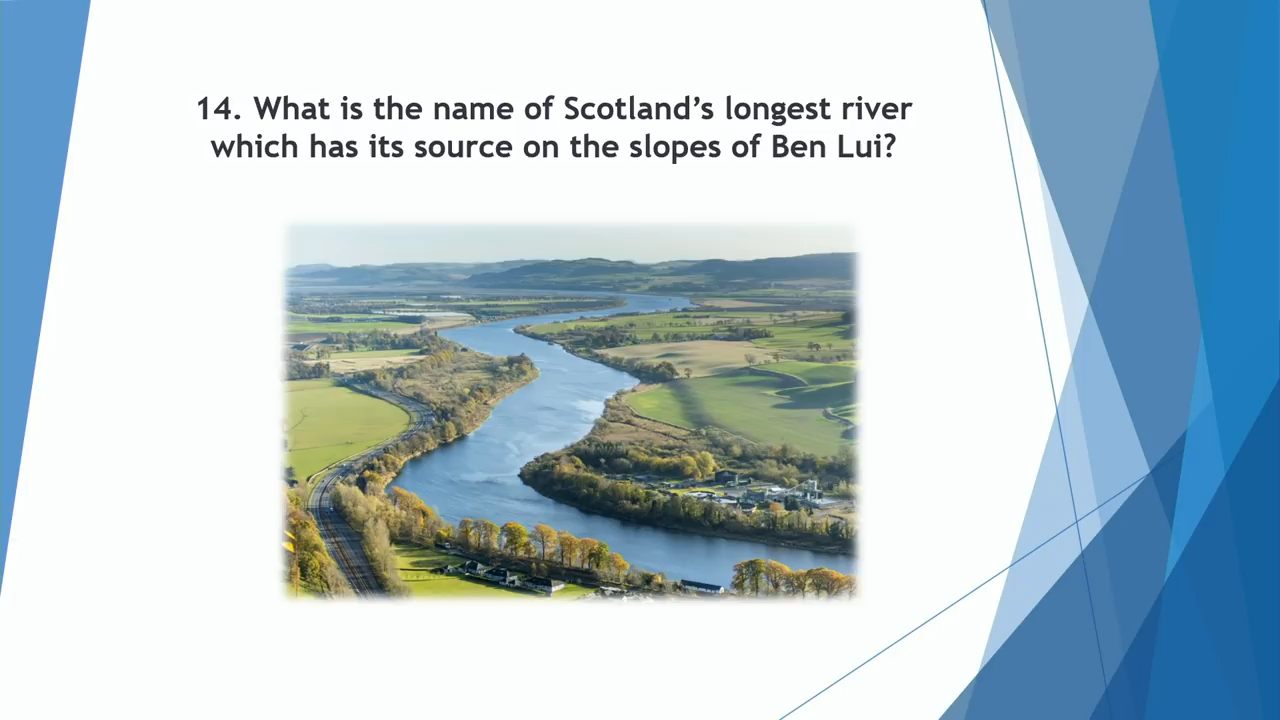 14. What is the name of Scotland’s longest river
which has its source on the slopes of Ben Lui?